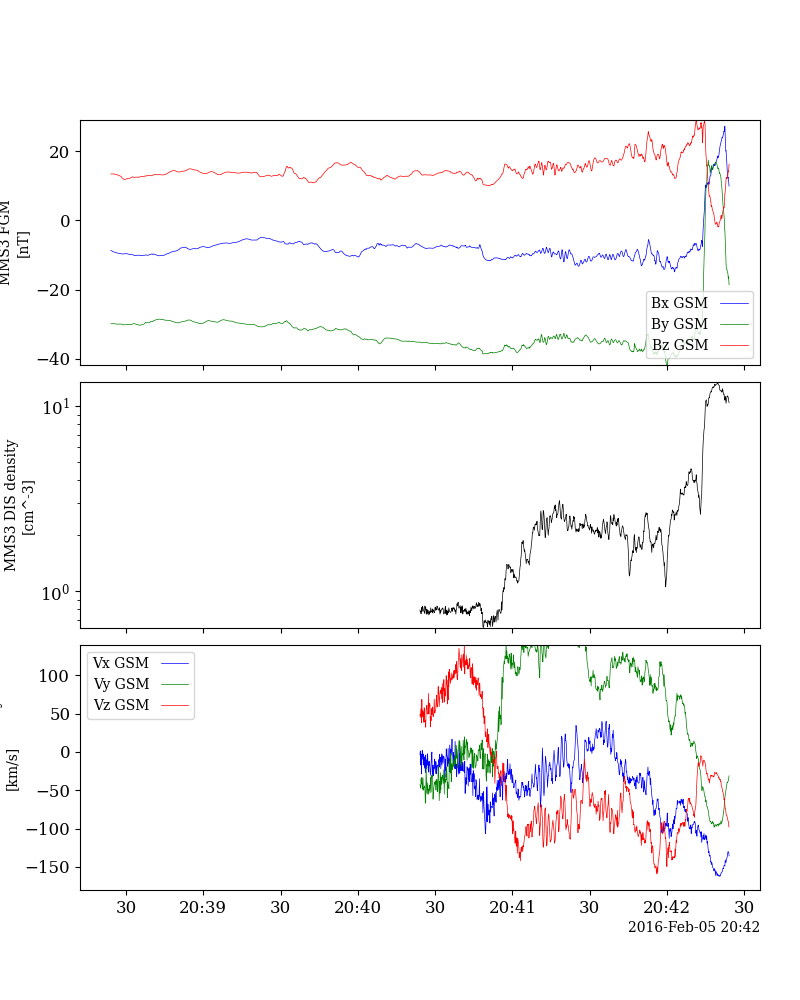 MMS3 FGM
[nT]
20
0
−20
−40
Bx GSM
By GSM
Bz GSM
MMS3 DIS density
[cm^-3]
10^1
10^0
[km/s]
100
50
0
−50
−100
−150
Vx GSM
Vy GSM
Vz GSM
30 20:39 30 20:40 30 20:41 30 20:42 30
2016-Feb-05 20:42